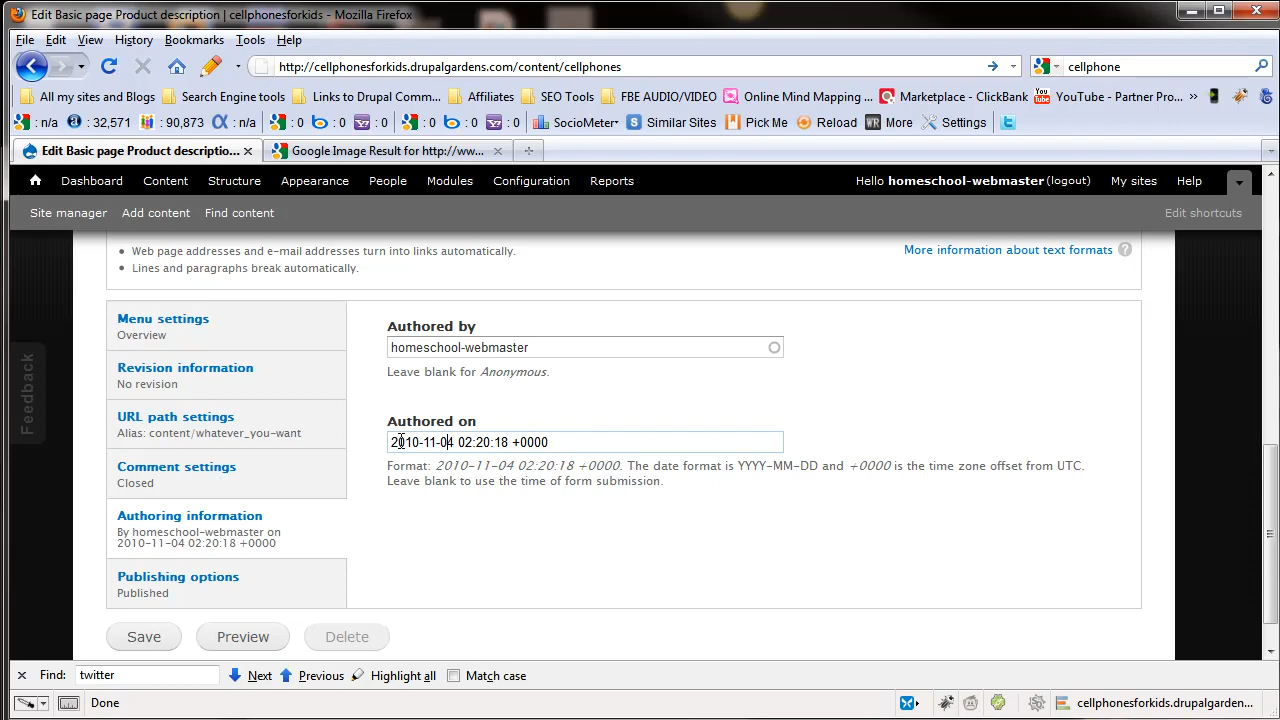 Edit Basic page Product description | cellphonesforkids - Mozilla Firefox
File Edit View History Bookmarks Tools Help
http://cellphonesforkids.drupalgardens.com/content/cellphones
cellphone
All my sites and Blogs Search Engine tools Links to Drupal Comm... Affiliates SEO Tools FBE AUDIO/VIDEO Online Mind Mapping ... Marketplace - ClickBank YouTube - Partner Pro... »
: n/a : 32,571 : 90,873 : n/a : 0 : 0 : 0 : 0 : 0 : 0 SocioMeter Similar Sites Pick Me Reload More Settings
Edit Basic page Product descriptio... Google Image Result for http://ww...
Dashboard Content Structure Appearance People Modules Configuration Reports Hello homeschool-webmaster (logout) My sites Help
Site manager Add content Find content Edit shortcuts
Web page addresses and e-mail addresses turn into links automatically.
More information about text formats ?
Lines and paragraphs break automatically.
Menu settings
Overview
Revision information
No revision
URL path settings
Alias: content/whatever_you-want
Comment settings
Closed
Authoring information
By homeschool-webmaster on
2010-11-04 02:20:18 +0000
Publishing options
Published
Authored by
homeschool-webmaster
Leave blank for Anonymous.
Authored on
2010-11-04 02:20:18 +0000
Format: 2010-11-04 02:20:18 +0000. The date format is YYYY-MM-DD and +0000 is the time zone offset from UTC.
Leave blank to use the time of form submission.
Feedback
Save Preview Delete
Find: twitter Next Previous Highlight all Match case
Done cellphonesforkids.drupalgarden...